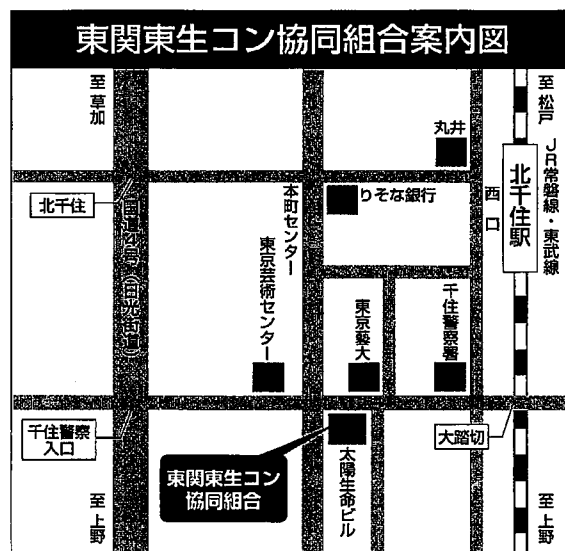 東関東生コン協同組合案内図
至草加
至松戸
丸井
JR常磐線・東武線
北千住駅
西口
北千住
りそな銀行
本町センター
国道4号(日光街道)
東京芸術センター
東京藝大
千住警察署
千住警察
入口
大踏切
東関東生コン
協同組合
太陽生命ビル
至上野
至上野